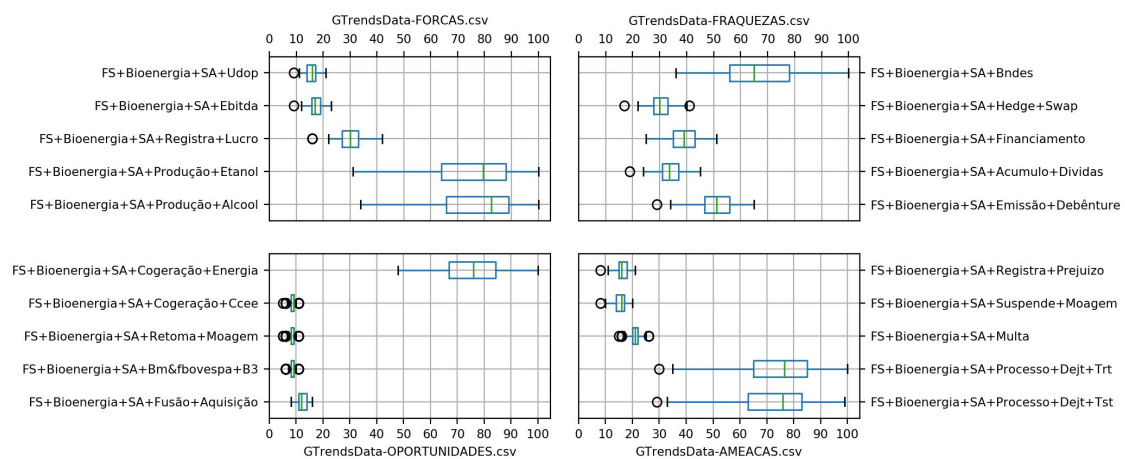 GTrendsData-FORCAS.csv
0 10 20 30 40 50 60 70 80 90 100
FS+Bioenergia+SA+Udop
FS+Bioenergia+SA+Ebitda
FS+Bioenergia+SA+Registra+Lucro
FS+Bioenergia+SA+Produção+Etanol
FS+Bioenergia+SA+Produção+Alcool
GTrendsData-FRAQUEZAS.csv
0 10 20 30 40 50 60 70 80 90 100
FS+Bioenergia+SA+Bndes
FS+Bioenergia+SA+Hedge+Swap
FS+Bioenergia+SA+Financiamento
FS+Bioenergia+SA+Acumulo+Dividas
FS+Bioenergia+SA+Emissão+Debênture
FS+Bioenergia+SA+Cogeração+Energia
FS+Bioenergia+SA+Cogeração+Ccee
FS+Bioenergia+SA+Retoma+Moagem
FS+Bioenergia+SA+Bm&fbovespa+B3
FS+Bioenergia+SA+Fusão+Aquisição
0 10 20 30 40 50 60 70 80 90 100
GTrendsData-OPORTUNIDADES.csv
FS+Bioenergia+SA+Registra+Prejuizo
FS+Bioenergia+SA+Suspende+Moagem
FS+Bioenergia+SA+Multa
FS+Bioenergia+SA+Processo+Dejt+Trt
FS+Bioenergia+SA+Processo+Dejt+Tst
0 10 20 30 40 50 60 70 80 90 100
GTrendsData-AMEACAS.csv